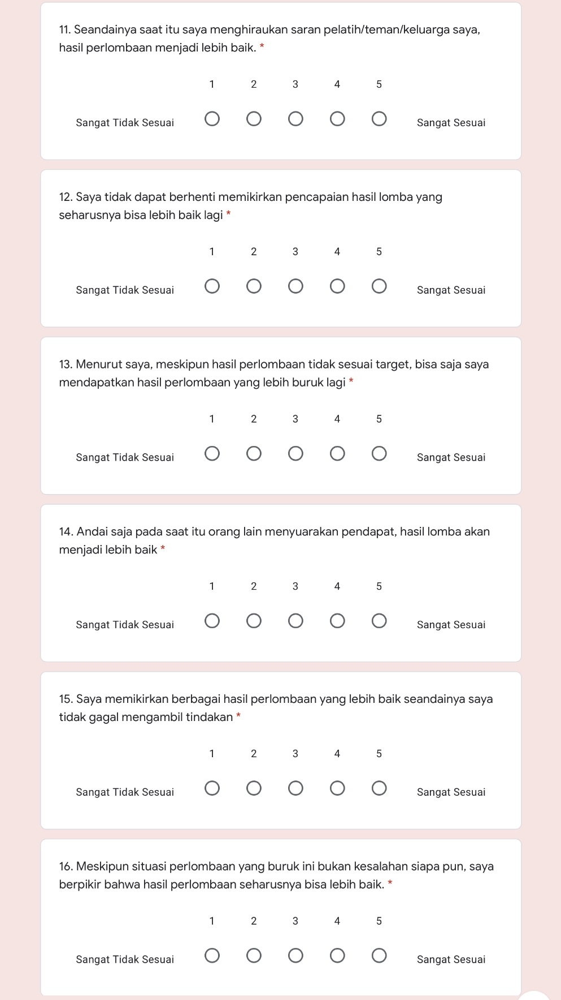 11. Seandainya saat itu saya menghiraukan saran pelatih/teman/keluarga saya,
hasil perlombaan menjadi lebih baik. *
1 2 3 4 5
Sangat Tidak Sesuai Sangat Sesuai
12. Saya tidak dapat berhenti memikirkan pencapaian hasil lomba yang
seharusnya bisa lebih baik lagi *
1 2 3 4 5
Sangat Tidak Sesuai Sangat Sesuai
13. Menurut saya, meskipun hasil perlombaan tidak sesuai target, bisa saja saya
mendapatkan hasil perlombaan yang lebih buruk lagi *
1 2 3 4 5
Sangat Tidak Sesuai Sangat Sesuai
14. Andai saja pada saat itu orang lain menyuarakan pendapat, hasil lomba akan
menjadi lebih baik *
1 2 3 4 5
Sangat Tidak Sesuai Sangat Sesuai
15. Saya memikirkan berbagai hasil perlombaan yang lebih baik seandainya saya
tidak gagal mengambil tindakan *
1 2 3 4 5
Sangat Tidak Sesuai Sangat Sesuai
16. Meskipun situasi perlombaan yang buruk ini bukan kesalahan siapa pun, saya
berpikir bahwa hasil perlombaan seharusnya bisa lebih baik. *
1 2 3 4 5
Sangat Tidak Sesuai Sangat Sesuai